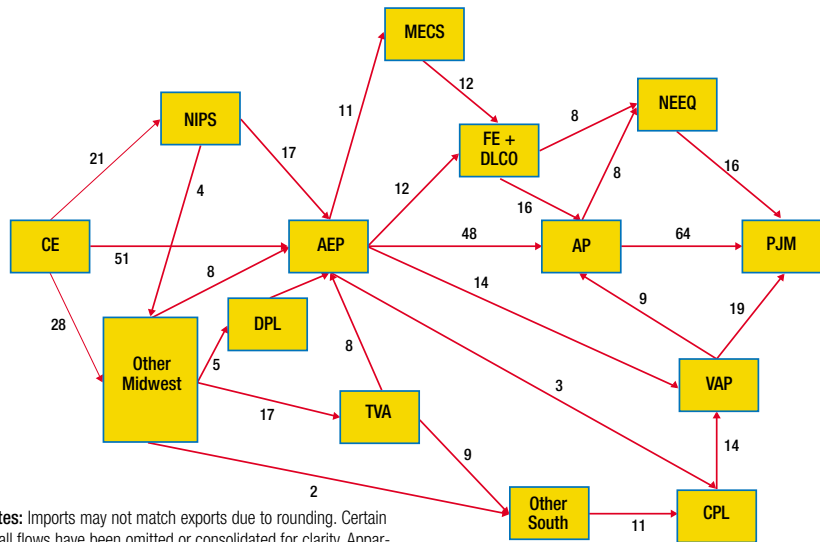 MECS
12
NEEQ
11
8
NIPS
FE +
DLCO
21
17
16
4
12
8
16
CE
51
AEP
48
AP
64
PJM
8
14
9
19
28
DPL
Other
Midwest
5
8
3
VAP
17
TVA
9
14
2
Other
South
11
CPL
tes: Imports may not match exports due to rounding. Certain
all flows have been omitted or consolidated for clarity. Appar-